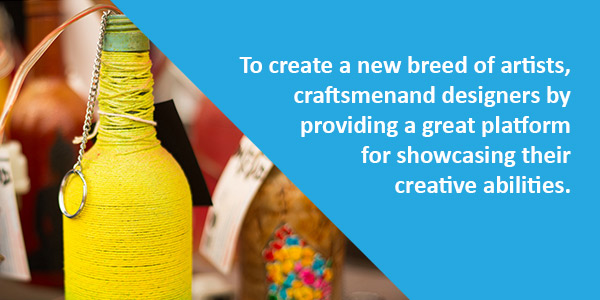 To create a new breed of artists,
craftsmenand designers by
providing a great platform
for showcasing their
creative abilities.